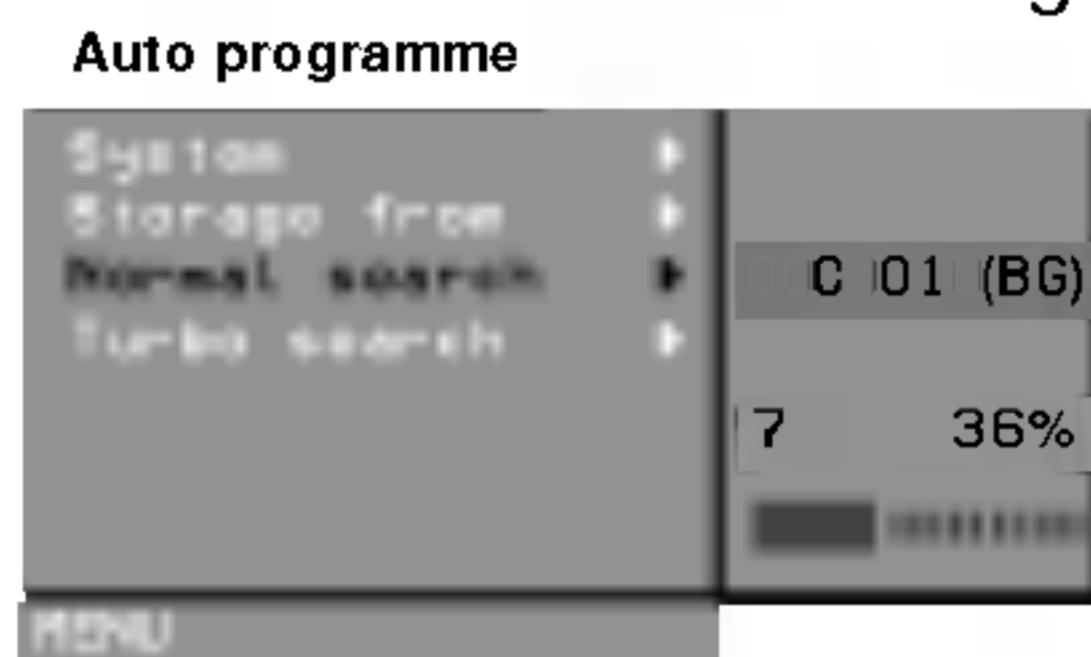 Auto programme
System
Storage from
Normal search
Turbo search
C 01 (BG)
7 36%
MENU